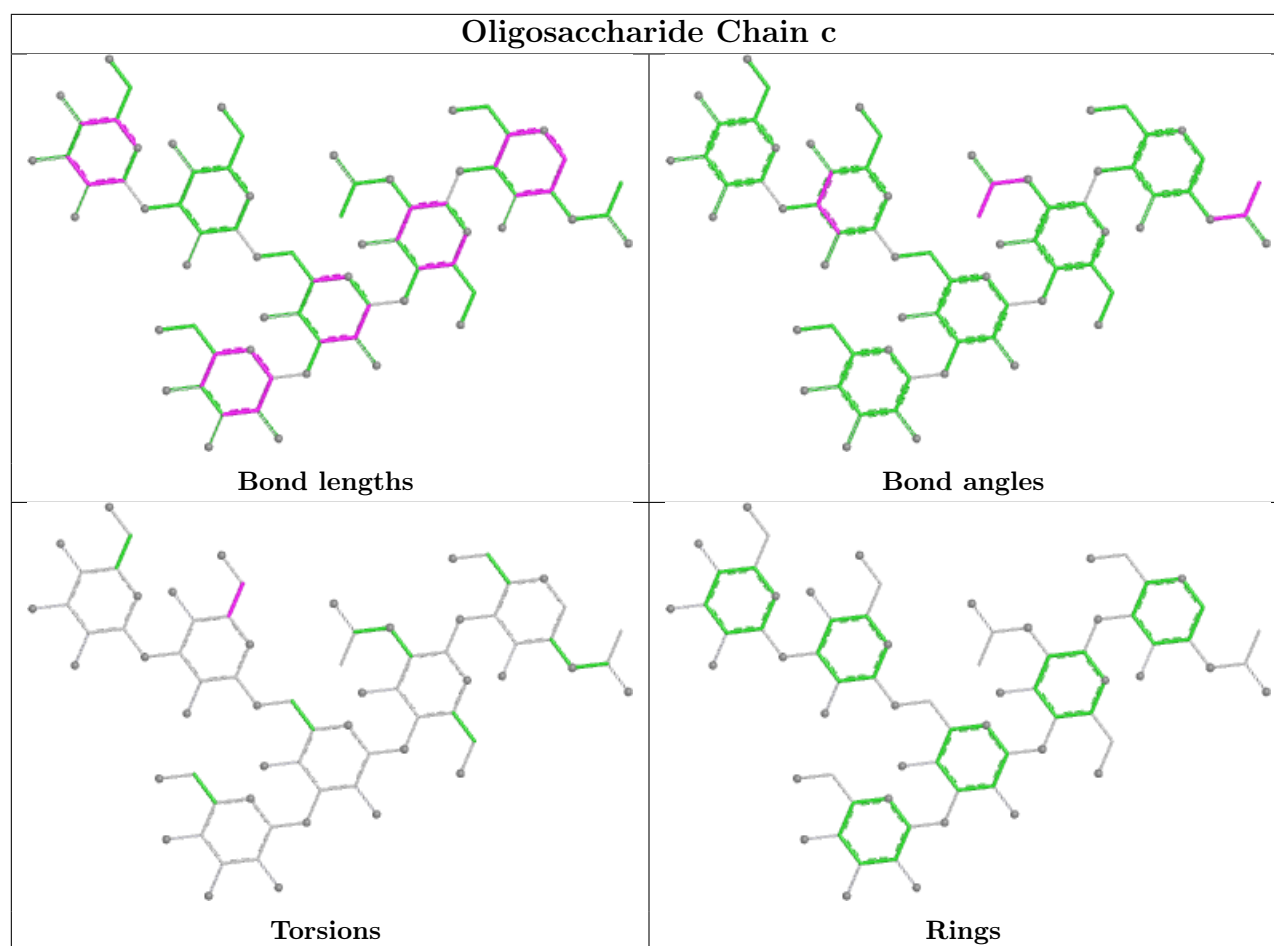 Oligosaccharide Chain c
Bond lengths
Bond angles
Torsions
Rings